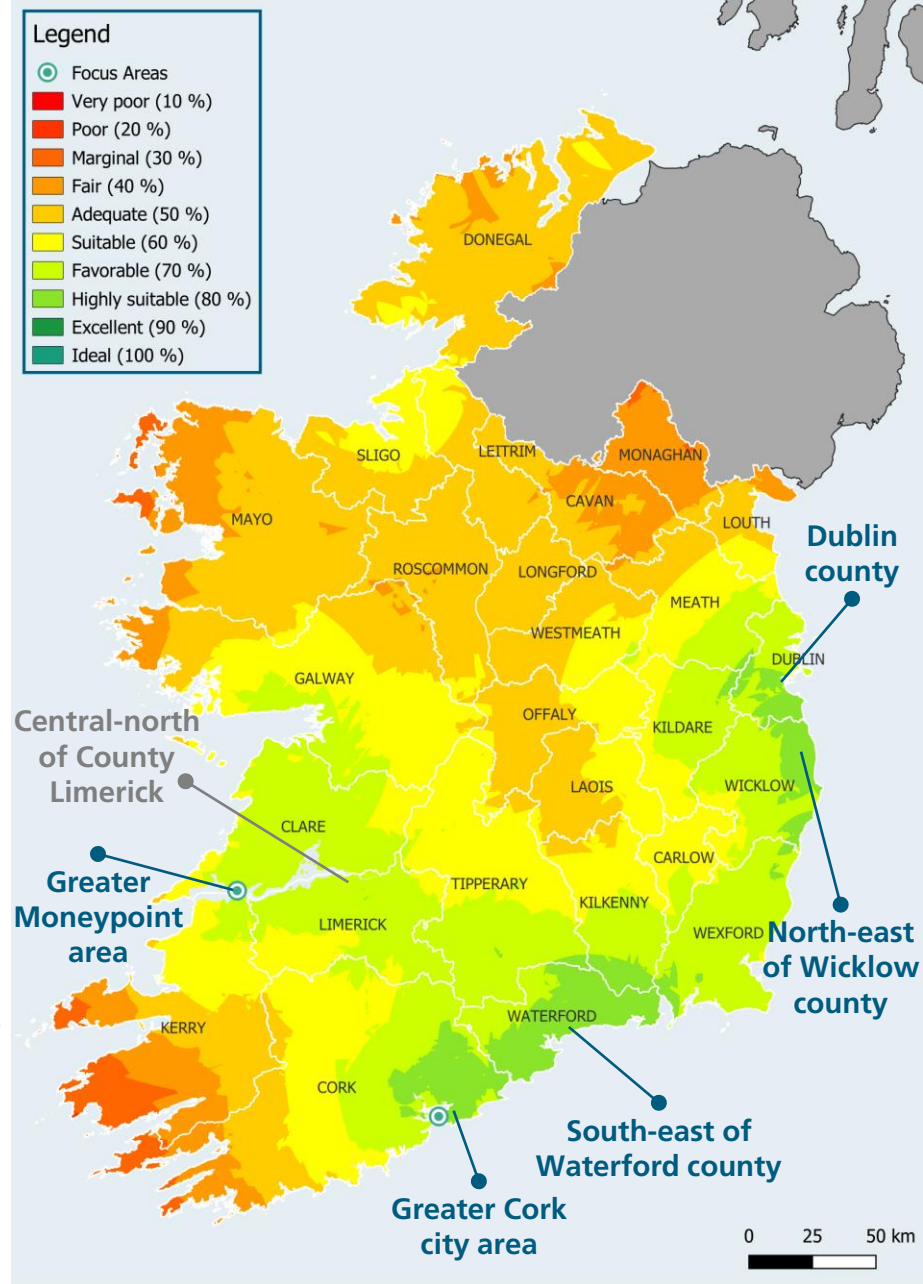 Legend
Focus Areas
Very poor (10 %)
Poor (20 %)
Marginal (30 %)
Fair (40 %)
Adequate (50 %)
Suitable (60 %)
Favorable (70 %)
Highly suitable (80 %)
Excellent (90 %)
Ideal (100 %)
DONEGAL
SLIGO
LEITRIM
MONAGHAN
CAVAN
MAYO
LOUTH
ROSCOMMON
LONGFORD
MEATH
WESTMEATH
Dublin
county
DUBLIN
GALWAY
OFFALY
KILDARE
LAOIS
WICKLOW
Central-north
of County
Limerick
CLARE
CARLOW
TIPPERARY
KILKENNY
Greater
Moneypoint
area
LIMERICK
WEXFORD
North-east
of Wicklow
county
WATERFORD
KERRY
CORK
South-east of
Waterford county
Greater Cork
city area
0 25 50 km